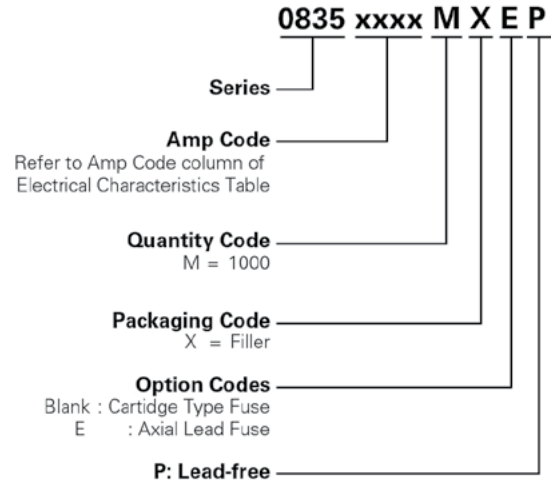 0835 xxxx M X E P
Series
Amp Code
Refer to Amp Code column of
Electrical Characteristics Table
Quantity Code
M = 1000
Packaging Code
X = Filler
Option Codes
Blank : Cartidge Type Fuse
E : Axial Lead Fuse
P: Lead-free